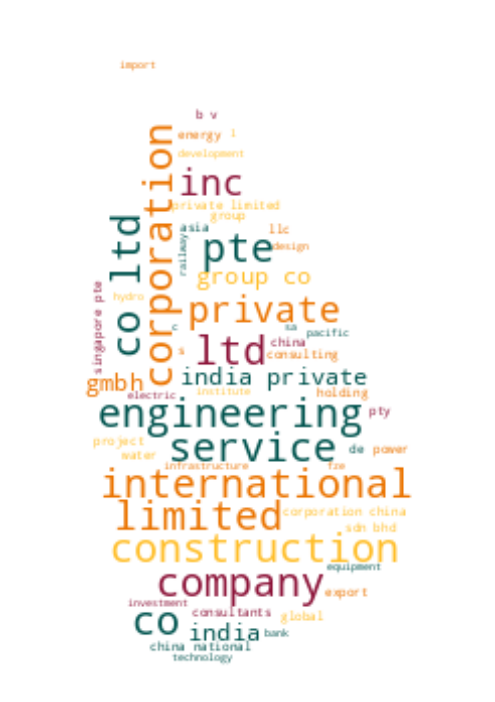 import
b v
energy
l
development
corporation
inc
private limited
group
co ltd
asia
llc
railway
pte
design
group co
singapore pte
hydro
private
c
sa
pacific
ltd
china
s
consulting
gmbh
india private
electric
institute
holding
engineering
pty
project
service
water
de
power
infrastructure
fze
international
limited
corporation china
sdn bhd
construction
equipment
company
export
investment
consultants
co
global
india
bank
china national
technology